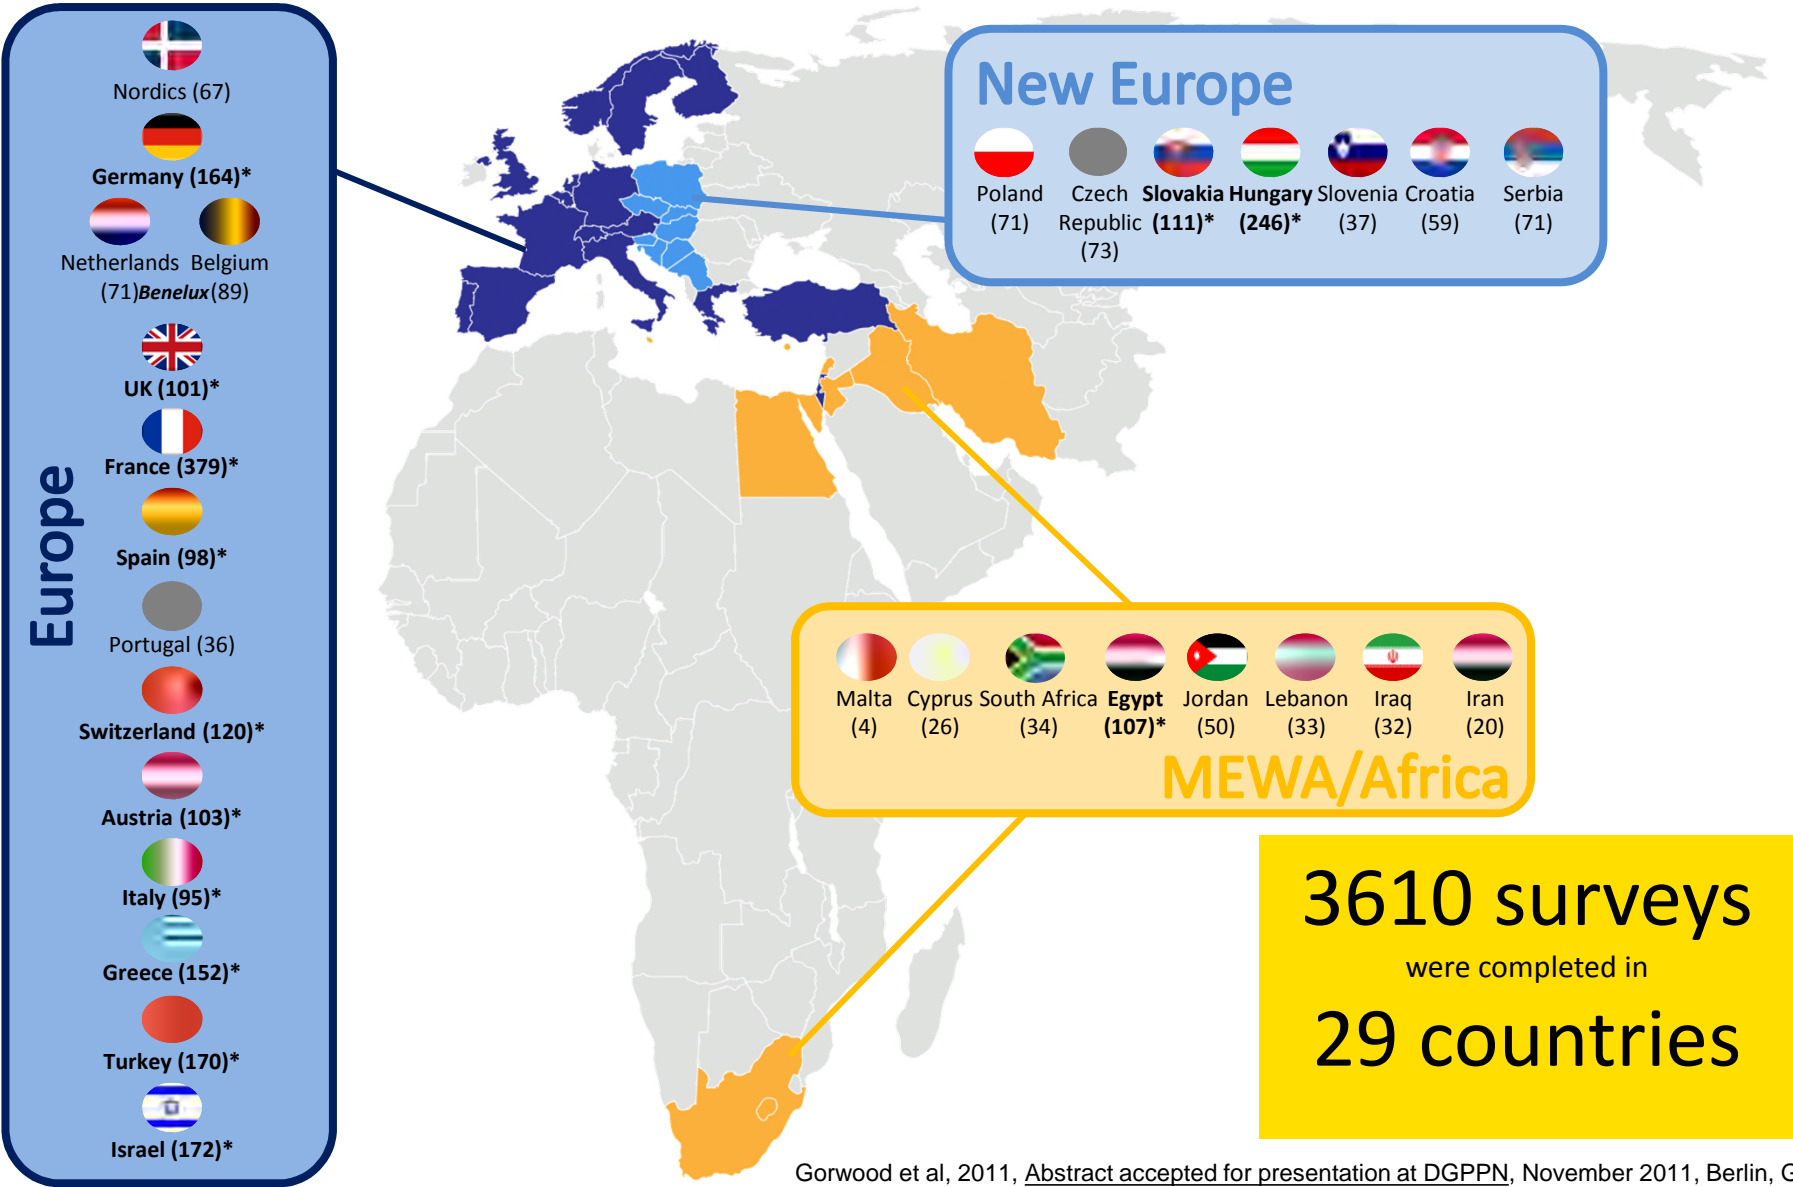 Europe
Nordics (67)
Germany (164)*
Netherlands Belgium
(71) Benelux (89)
UK (101)*
France (379)*
Spain (98)*
Portugal (36)
Switzerland (120)*
Austria (103)*
Italy (95)*
Greece (152)*
Turkey (170)*
Israel (172)*
New Europe
Poland
(71)
Czech
Republic
(73)
Slovakia
(111)*
Hungary
(246)*
Slovenia
(37)
Croatia
(59)
Serbia
(71)
Malta
(4)
Cyprus
(26)
South Africa
(34)
Egypt
(107)*
Jordan
(50)
Lebanon
(33)
Iraq
(32)
Iran
(20)
MEWA/Africa
3610 surveys
were completed in
29 countries
Gorwood et al, 2011, Abstract accepted for presentation at DGPPN, November 2011, Berlin, G